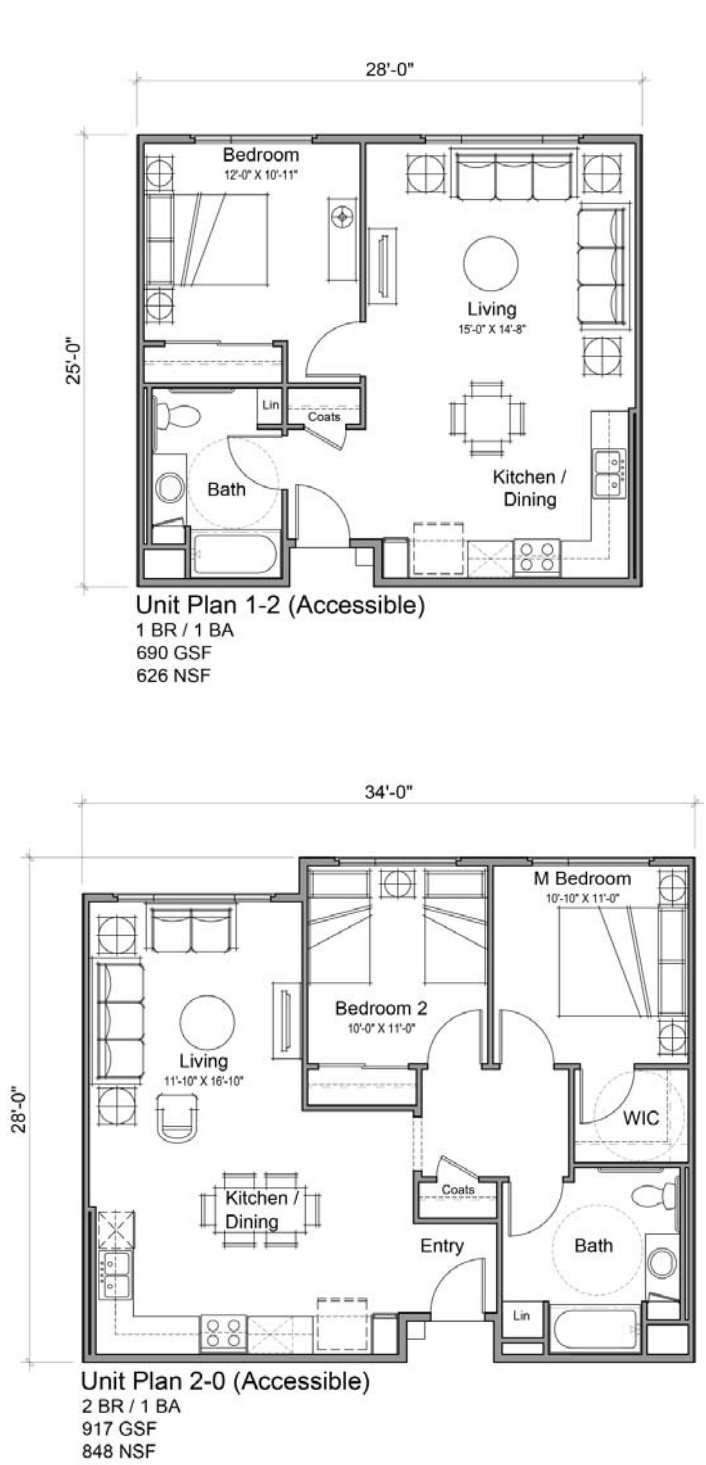 28'-0"
25'-0"
Bedroom
12'-0" X 10'-11"
Living
15'-0" X 14'-8"
Lin
Coats
Bath
Kitchen /
Dining
Unit Plan 1-2 (Accessible)
1 BR / 1 BA
690 GSF
626 NSF
34'-0"
28'-0"
M Bedroom
10'-10" X 11'-0"
Bedroom 2
10'-0" X 11'-0"
Living
11'-10" X 16'-10"
WIC
Coats
Kitchen /
Dining
Entry
Bath
Lin
Unit Plan 2-0 (Accessible)
2 BR / 1 BA
917 GSF
848 NSF